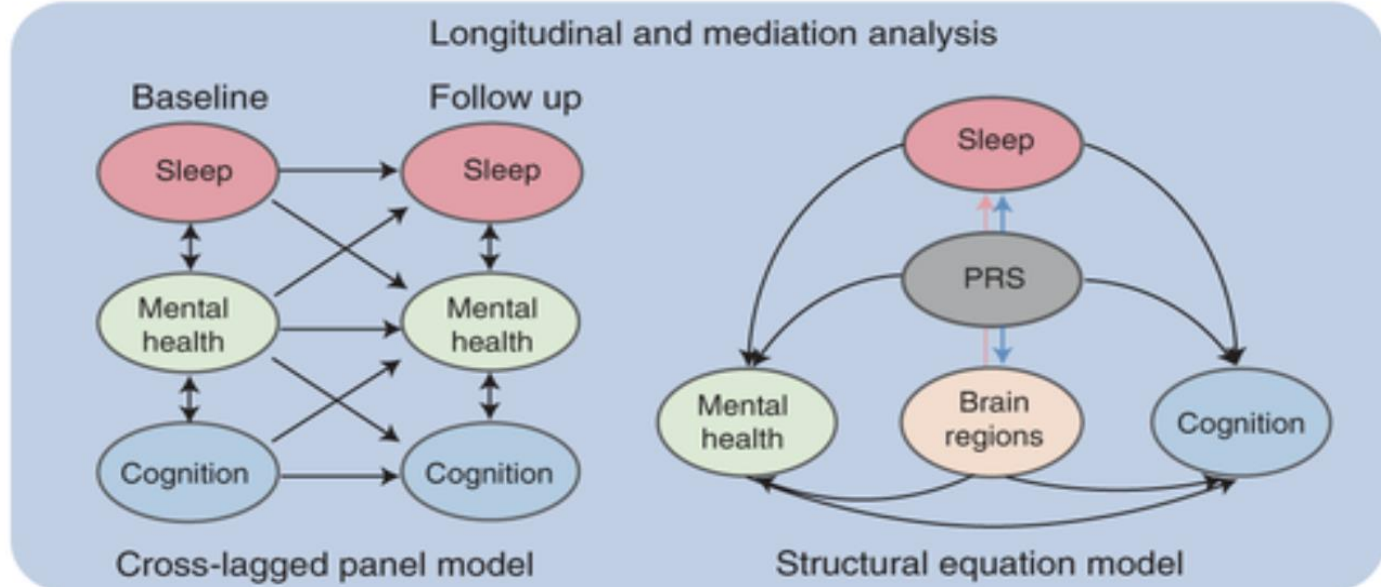 Longitudinal and mediation analysis
Baseline
Follow up
Sleep
Sleep
Mental
health
Mental
health
Cognition
Cognition
Cross-lagged panel model
Sleep
PRS
Mental
health
Brain
regions
Cognition
Structural equation model